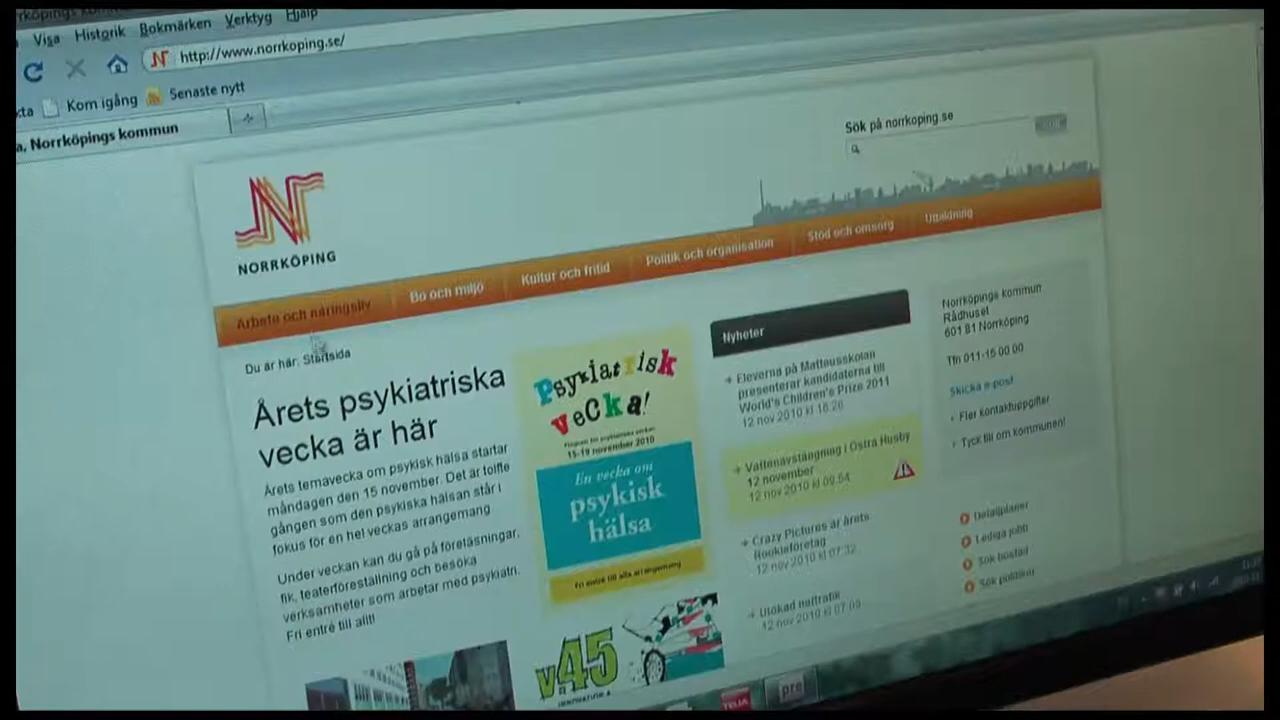 Visa Historik Bokmärken Verktyg Hjälp
http://www.norrkoping.se/
Kom igång Senaste nytt
a, Norrköpings kommun
Sök på norrkoping.se
NORRKÖPING
Arbete och näringsliv Bo och miljö Kultur och fritid Politik och organisation Stöd och omsorg Utbildning
Du är här: Startsida
Årets psykiatriska
vecka är här
Årets temavecka om psykisk hälsa startar
måndagen den 15 november. Det är tolfte
gången som den psykiska hälsan står i
fokus för en hel veckas arrangemang
Under veckan kan du gå på föreläsningar,
fik, teaterföreställning och besöka
verksamheter som arbetar med psykiatri.
Fri entré till allt!
Psykiatrisk
vecka!
15-19 november 2010
En vecka om
psykisk
hälsa
Fri entré till alla arrangemang
v.45
Nyheter
Eleverna på Matteusskolan
presenterar kandidaterna till
World's Children's Prize 2011
12 nov 2010 kl 16:26
Vattenavstängning i Östra Husby
12 november
12 nov 2010 kl 09:54
Crazy Pictures är årets
Rookieföretag
12 nov 2010 kl 07:32
Utökad nattrafik
12 nov 2010 kl 07:09
Norrköpings kommun
Rådhuset
601 81 Norrköping
Tfn 011-15 00 00
Skicka e-post
Fler kontaktuppgifter
Tyck till om kommunen!
Detaljplaner
Lediga jobb
Sök bostad
Sök politiker
TELIA
pre